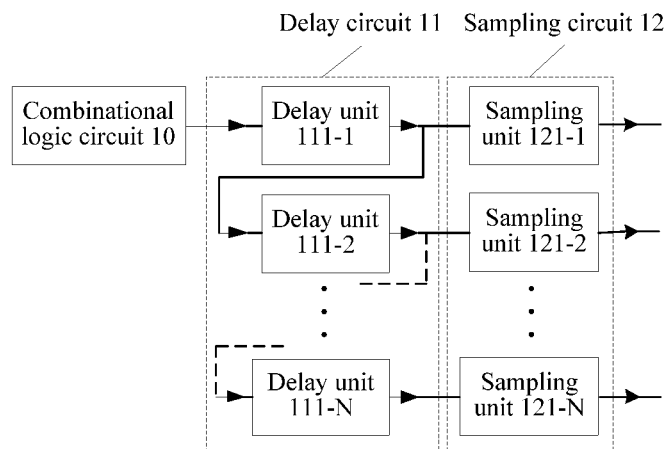 Delay circuit 11
Sampling circuit 12
Combinational
logic circuit 10
Delay unit
111-1
Sampling
unit 121-1
Delay unit
111-2
Sampling
unit 121-2
Delay unit
111-N
Sampling
unit 121-N